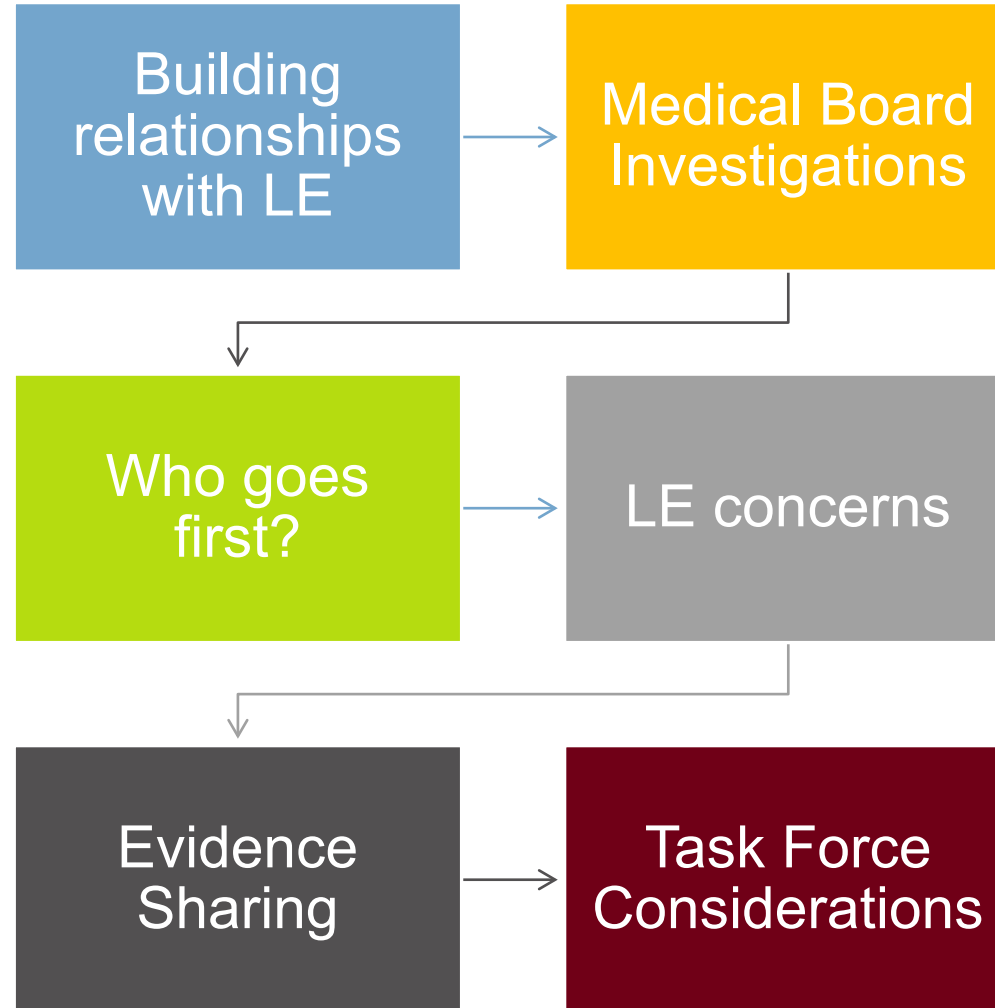 Building
relationships
with LE
Medical Board
Investigations
Who goes
first?
LE concerns
Evidence
Sharing
Task Force
Considerations